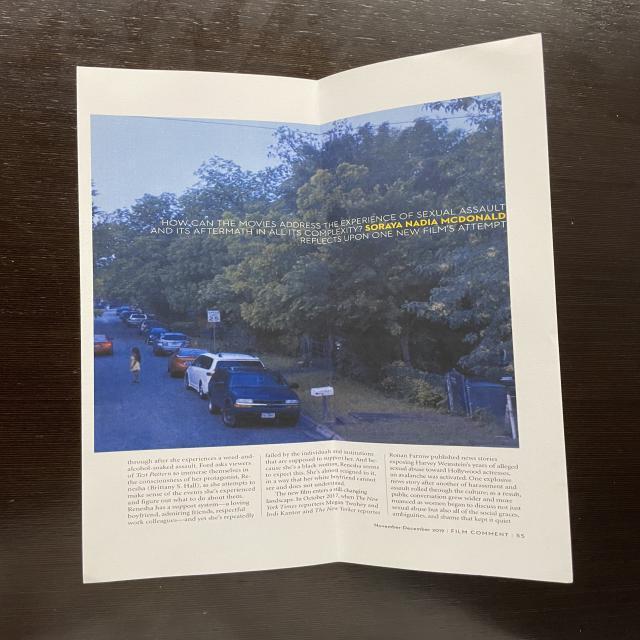 HOW CAN THE MOVIES ADDRESS THE EXPERIENCE OF SEXUAL ASSAULT
AND ITS AFTERMATH IN ALL ITS COMPLEXITY? SORAYA NADIA MCDONALD
REFLECTS UPON ONE NEW FILM'S ATTEMPT
through after she experiences a weed-and-
alcohol-soaked assault. Ford asks viewers
of Test Pattern to immerse themselves in
the consciousness of her protagonist, Re-
nesha (Brittany S. Hall), as she attempts to
make sense of the events she's experienced
and figure out what to do about them.
Renesha has a support system—a loving
boyfriend, admiring friends, respectful
work colleagues—and yet she's repeatedly
failed by the individuals and institutions
that are supposed to support her. And be-
cause she's a black woman, Renesha seems
to expect this. She's almost resigned to it,
in a way that her white boyfriend cannot
are and does not understand.
The new film enters a still-changing
landscape. In October 2017, when The New
York Times reporters Megan Twohey and
Jodi Kantor and The New Yorker reporter
Ronan Farrow published news stories
exposing Harvey Weinstein's years of alleged
sexual abuse toward Hollywood actresses,
an avalanche was activated. One explosive
news story after another of harassment and
assault rolled through the culture; as a result,
public conversation grew wider and more
nuanced as women began to discuss not just
sexual abuse but also all of the social graces,
ambiguities, and shame that kept it quiet
November-December 2019 | FILM COMMENT | 55